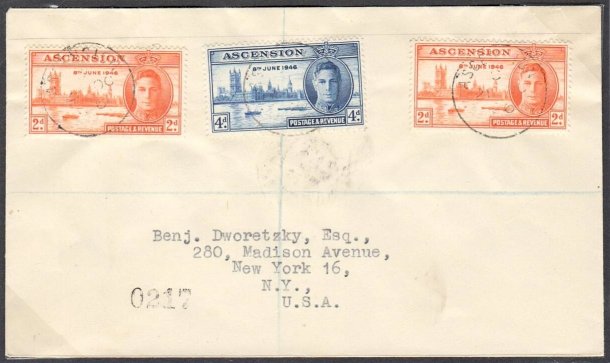 ASCENSION
8TH JUNE 1946
2d. POSTAGE & REVENUE 2d.
ASCENSION
8TH JUNE 1946
4d. POSTAGE & REVENUE 4d.
ASCENSION
8TH JUNE 1946
2d. POSTAGE & REVENUE 2d.
Benj. Dworetzky, Esq.,
280, Madison Avenue,
New York 16,
N.Y.,
U.S.A.
0217